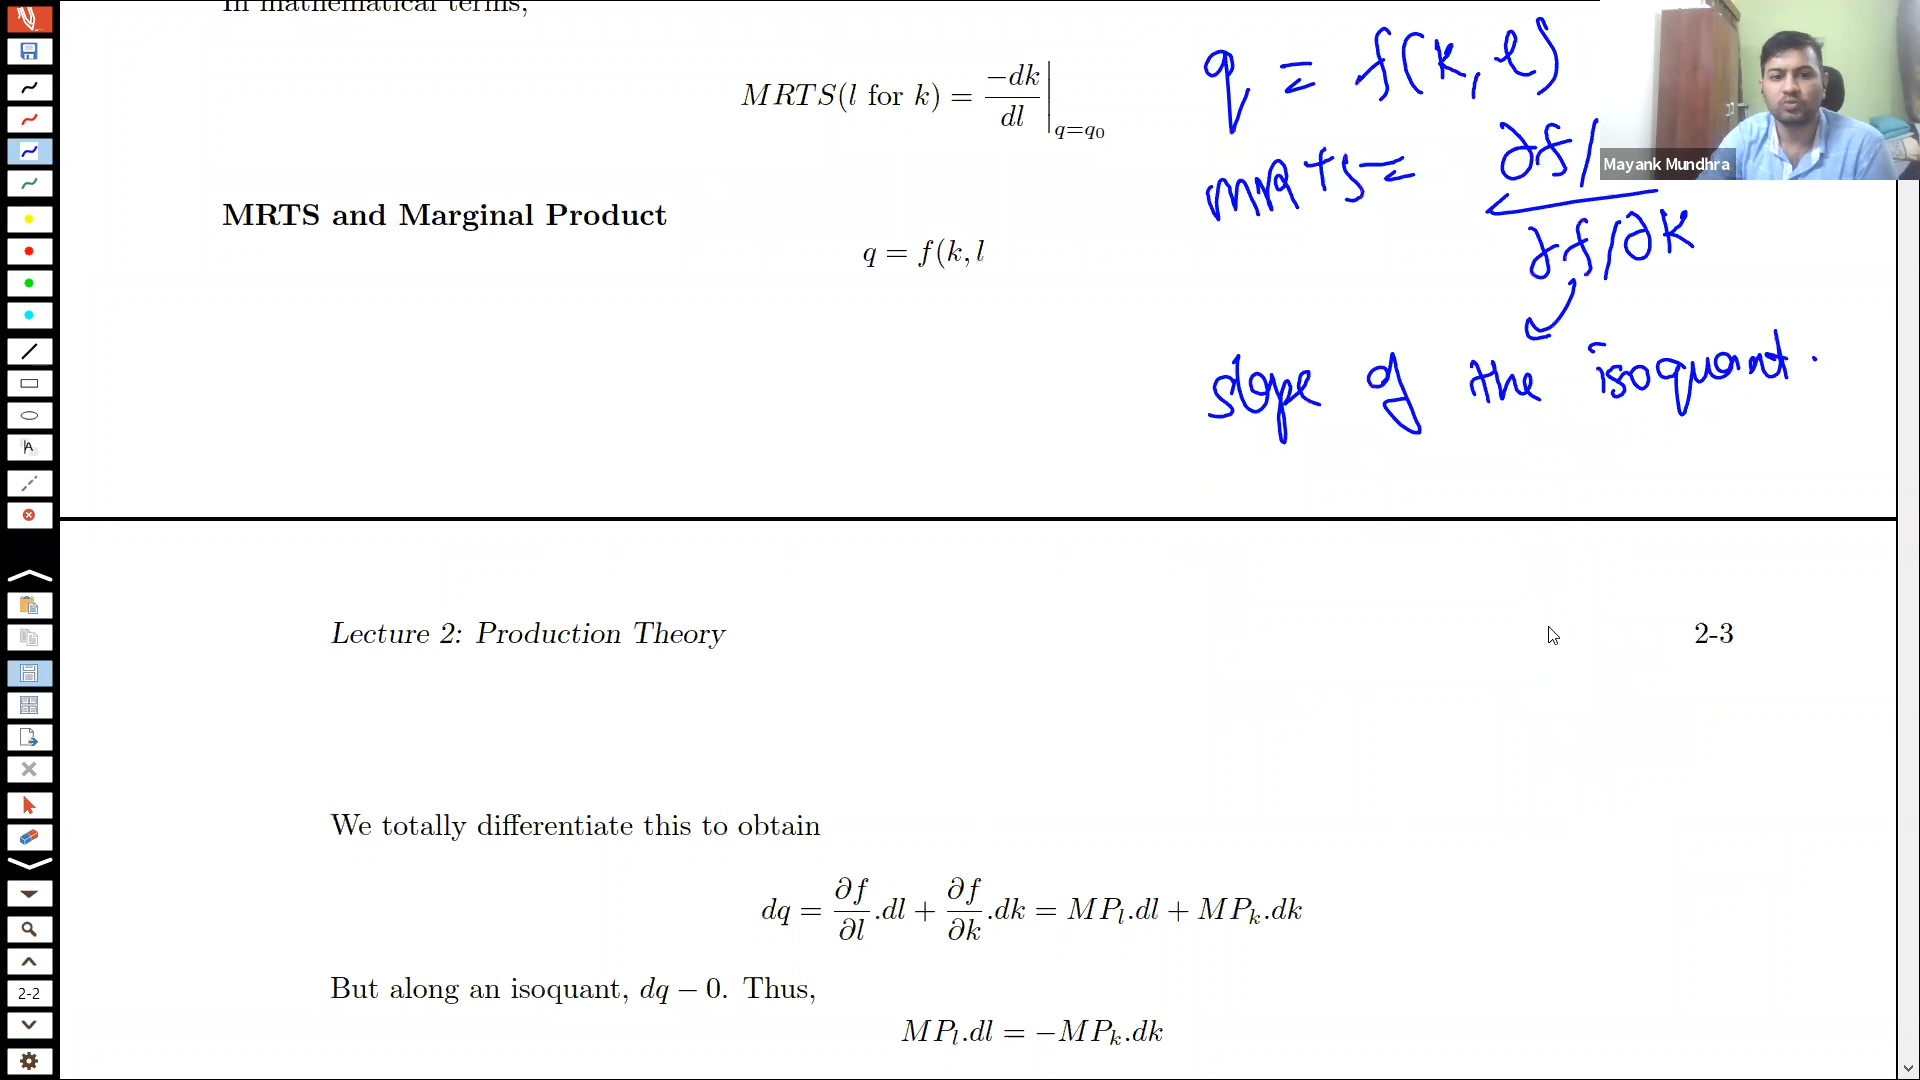 In mathematical terms,
MRTS(l for k) = -dk/dl |q=q₀
q = f(k, l)
MRTS =
∂f/
∂f/∂k
Mayank Mundhra
MRTS and Marginal Product
q = f(k, l
slope of the isoquant.
Lecture 2: Production Theory 2-3
We totally differentiate this to obtain
dq = ∂f/∂l .dl + ∂f/∂k .dk = MPₗ.dl + MPₖ.dk
But along an isoquant, dq − 0. Thus,
MPₗ.dl = −MPₖ.dk
A
2-2